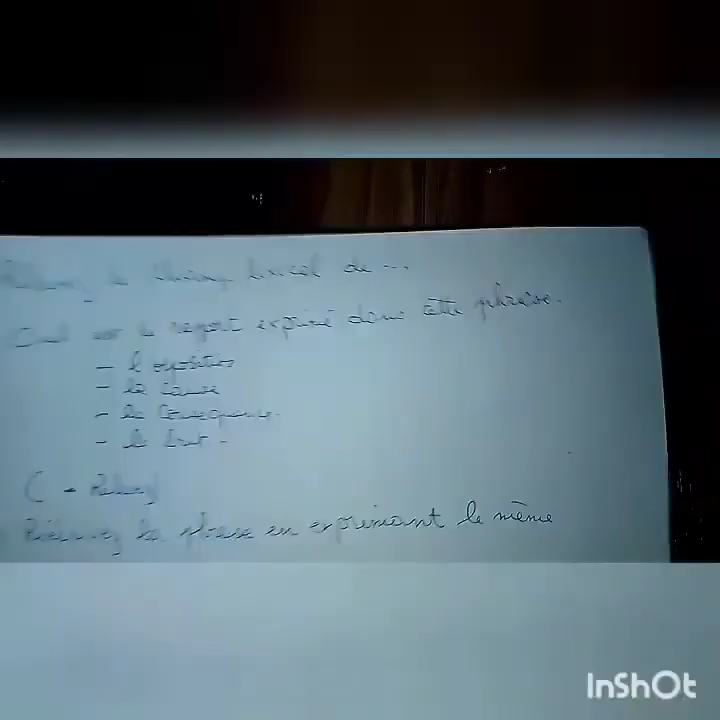 lexical de ...
Quel est le rapport exprimé dans cette phrase.
- l'opposition
- la cause
- la conséquence.
- le but -
C -
la phrase en exprimant le même
InShOt